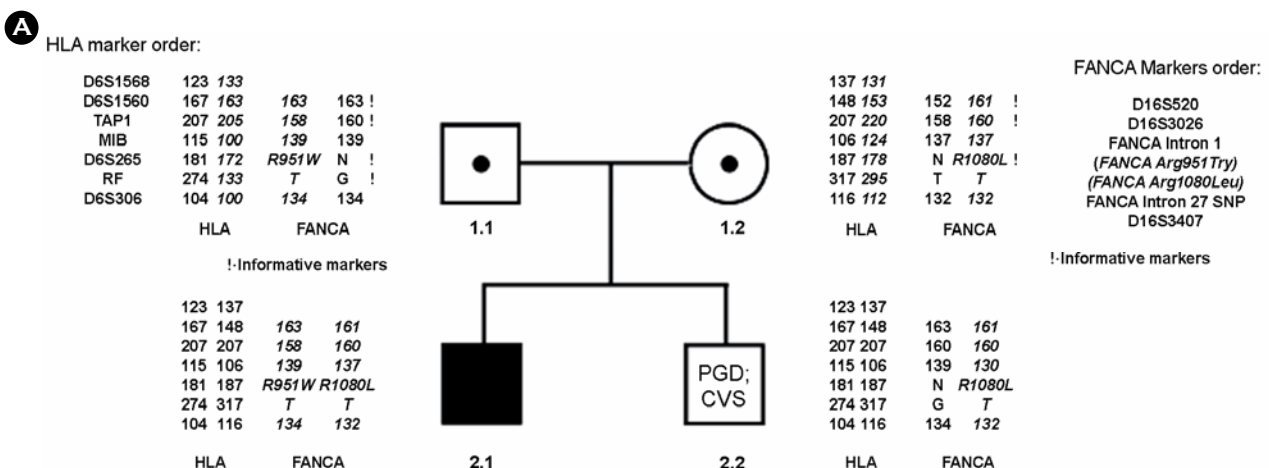 A
HLA marker order:
D6S1568 123 133
D6S1560 167 163 163 163 !
TAP1 207 205 158 160 !
MIB 115 100 139 139
D6S265 181 172 R951W N !
RF 274 133 T G !
D6S306 104 100 134 134
HLA FANCA
!·Informative markers
1.1
1.2
137 131
148 153 152 161 !
207 220 158 160 !
106 124 137 137
187 178 N R1080L !
317 295 T T
116 112 132 132
HLA FANCA
FANCA Markers order:
D16S520
D16S3026
FANCA Intron 1
(FANCA Arg951Try)
(FANCA Arg1080Leu)
FANCA Intron 27 SNP
D16S3407
!·Informative markers
123 137
167 148 163 161
207 207 158 160
115 106 139 137
181 187 R951W R1080L
274 317 T T
104 116 134 132
HLA FANCA
2.1
PGD;
CVS
2.2
123 137
167 148 163 161
207 207 160 160
115 106 139 130
181 187 N R1080L
274 317 G T
104 116 134 132
HLA FANCA